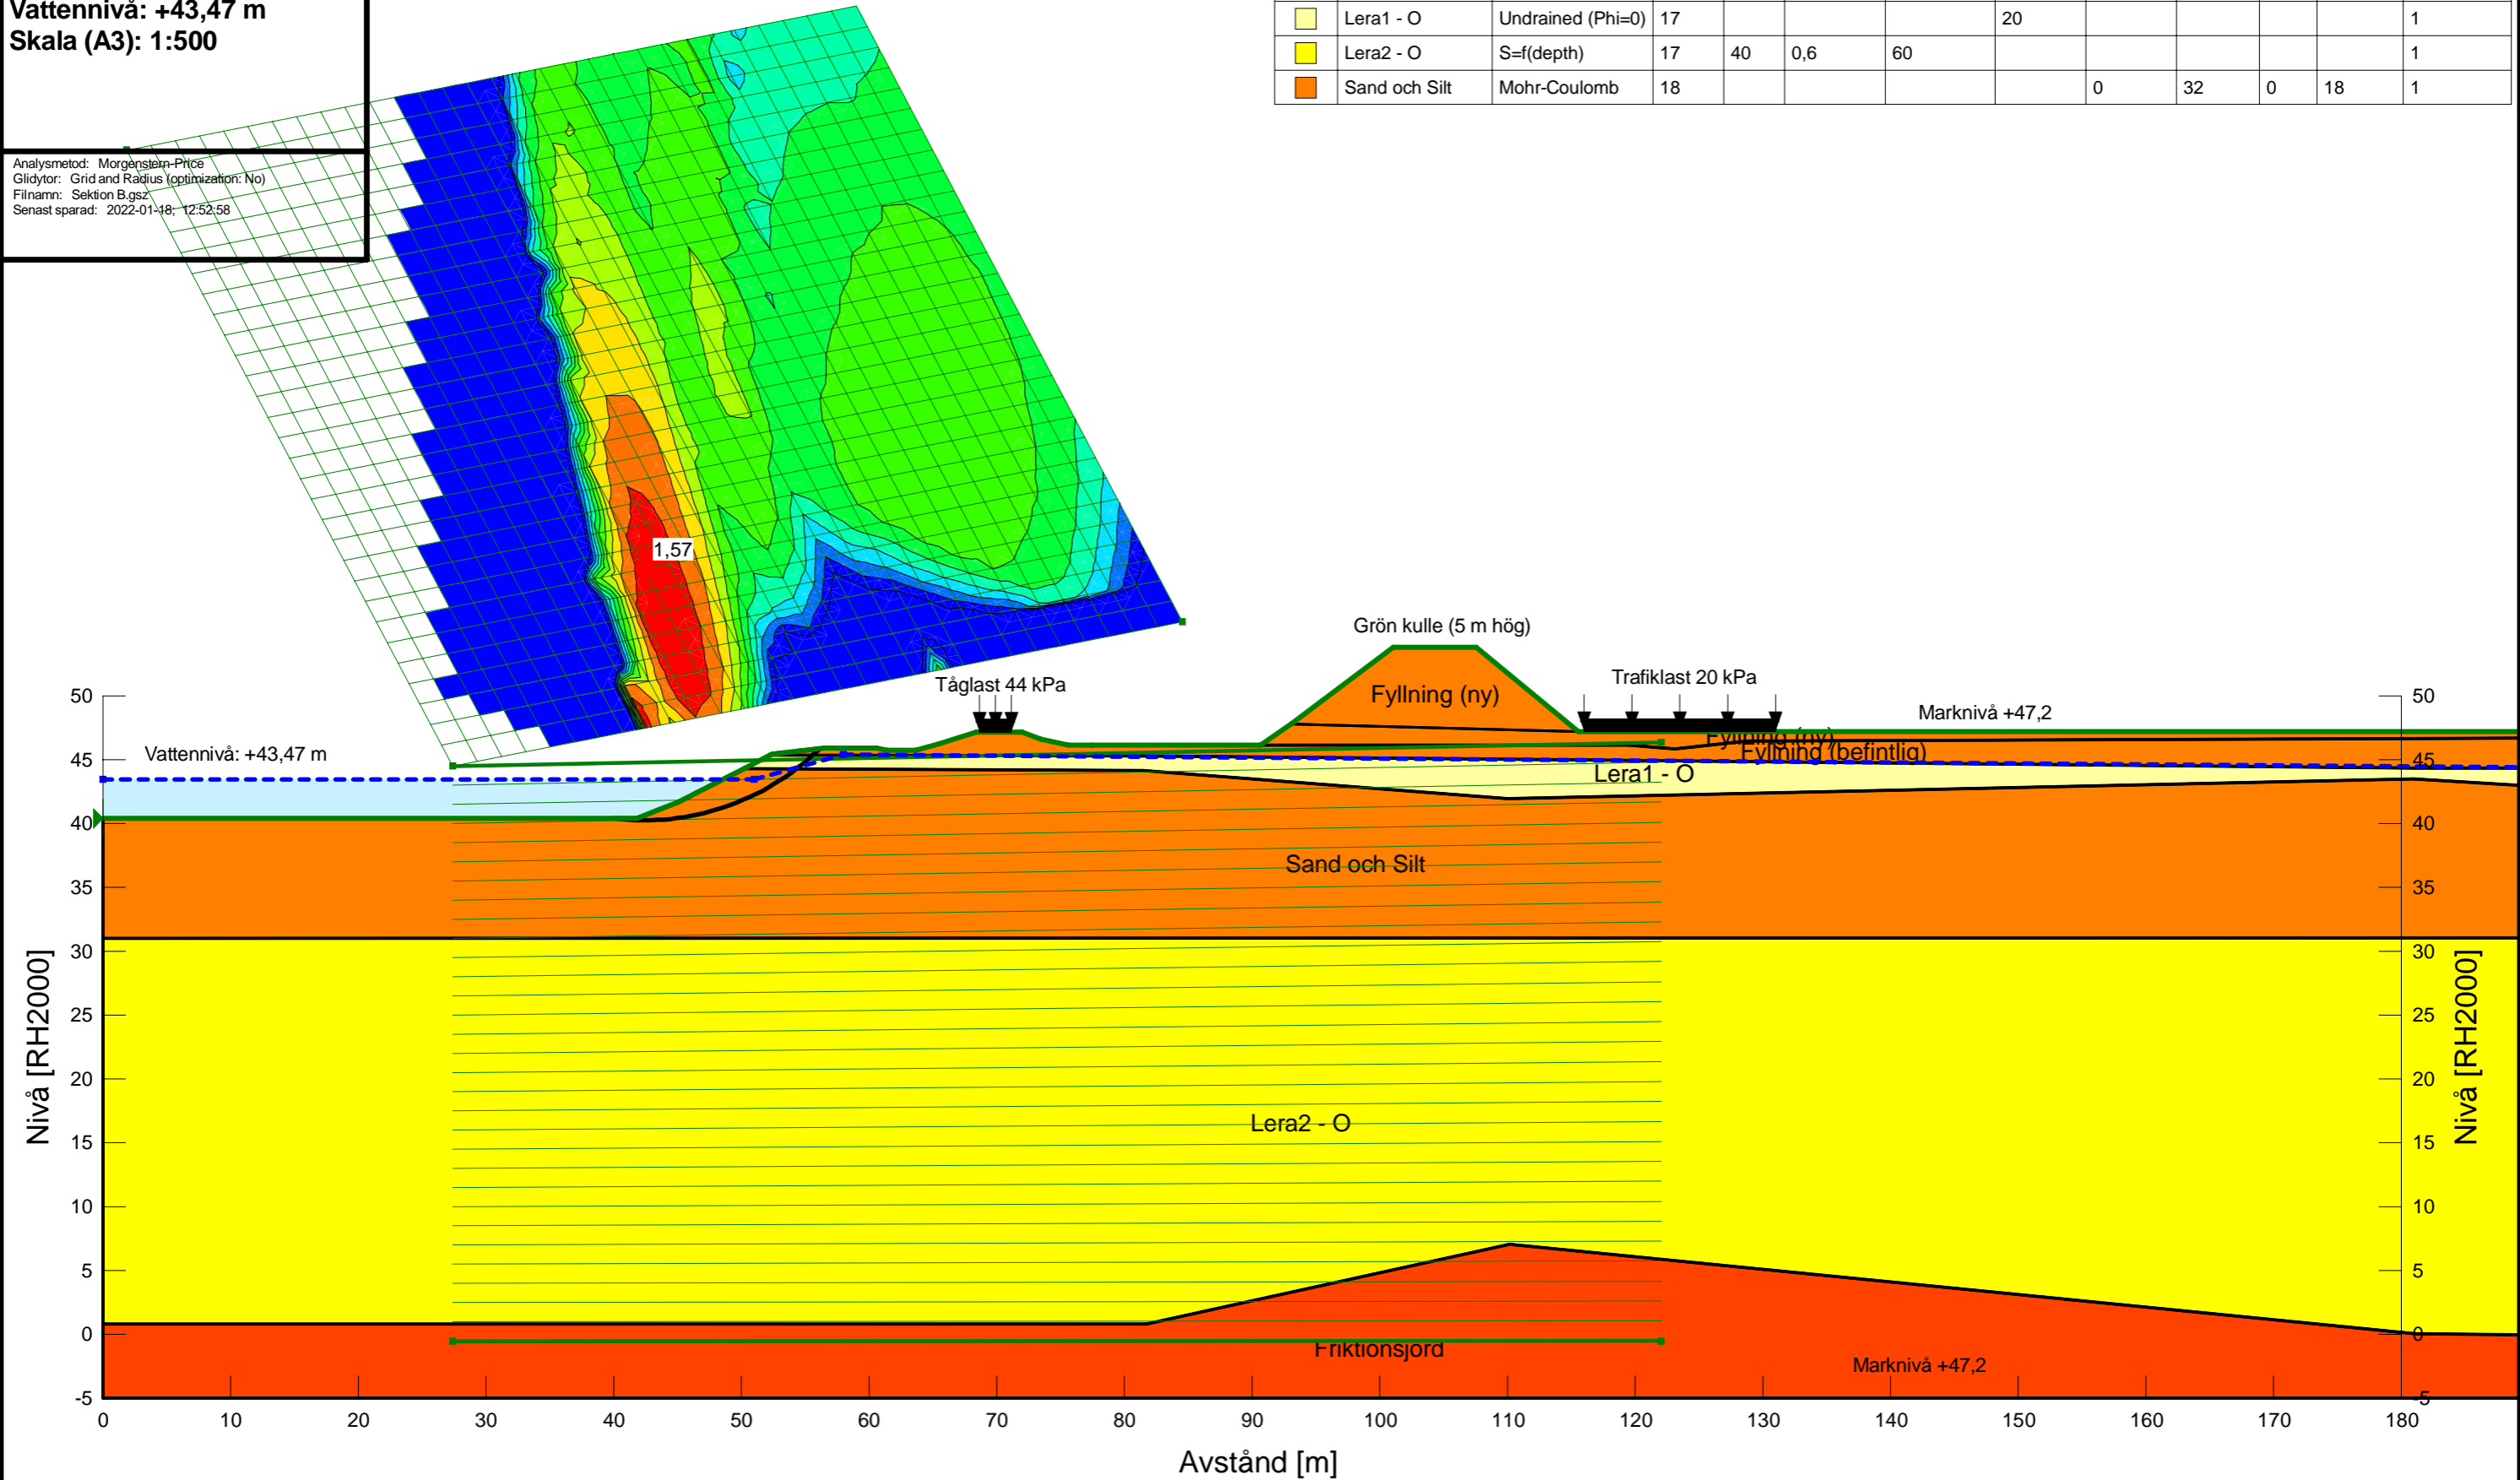 Vattennivå: +43,47 m
Skala (A3): 1:500
Analysmetod: Morgenstern-Price
Glidytor: Grid and Radius (optimization: No)
Filnamn: Sektion B.gsz
Senast sparad: 2022-01-18; 12:52:58
Lera1 - O Undrained (Phi=0) 17 20 1
Lera2 - O S=f(depth) 17 40 0,6 60 1
Sand och Silt Mohr-Coulomb 18 0 32 0 18 1
1,57
Grön kulle (5 m hög)
Tåglast 44 kPa
Trafiklast 20 kPa
Fyllning (ny)
Marknivå +47,2
Vattennivå: +43,47 m
Fyllning (ny)
Fyllning (befintlig)
Lera1 - O
Sand och Silt
Lera2 - O
Friktionsjord
Marknivå +47,2
50
45
40
35
30
25
20
15
10
5
0
-5
Nivå [RH2000]
50
45
40
35
30
25
20
15
10
5
0
-5
Nivå [RH2000]
0 10 20 30 40 50 60 70 80 90 100 110 120 130 140 150 160 170 180
Avstånd [m]